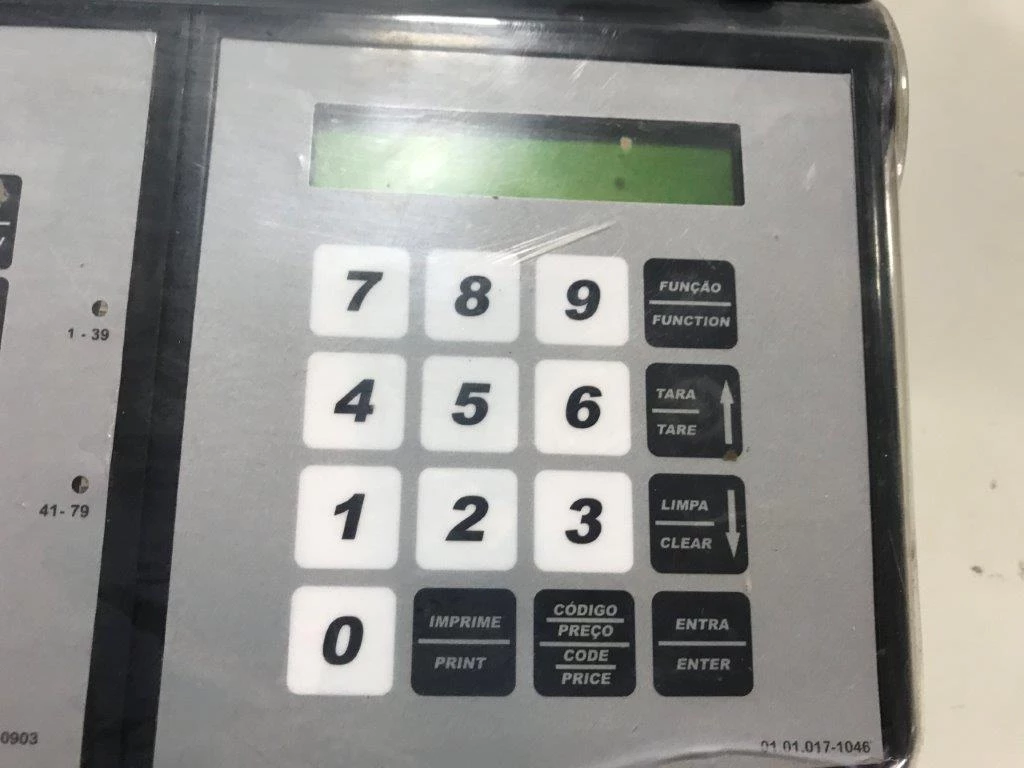 1 - 39
41- 79
0903
7 8 9
FUNÇÃO
FUNCTION
4 5 6
TARA
TARE
1 2 3
LIMPA
CLEAR
0
IMPRIME
PRINT
CÓDIGO
PREÇO
CODE
PRICE
ENTRA
ENTER
01.01.017-1046